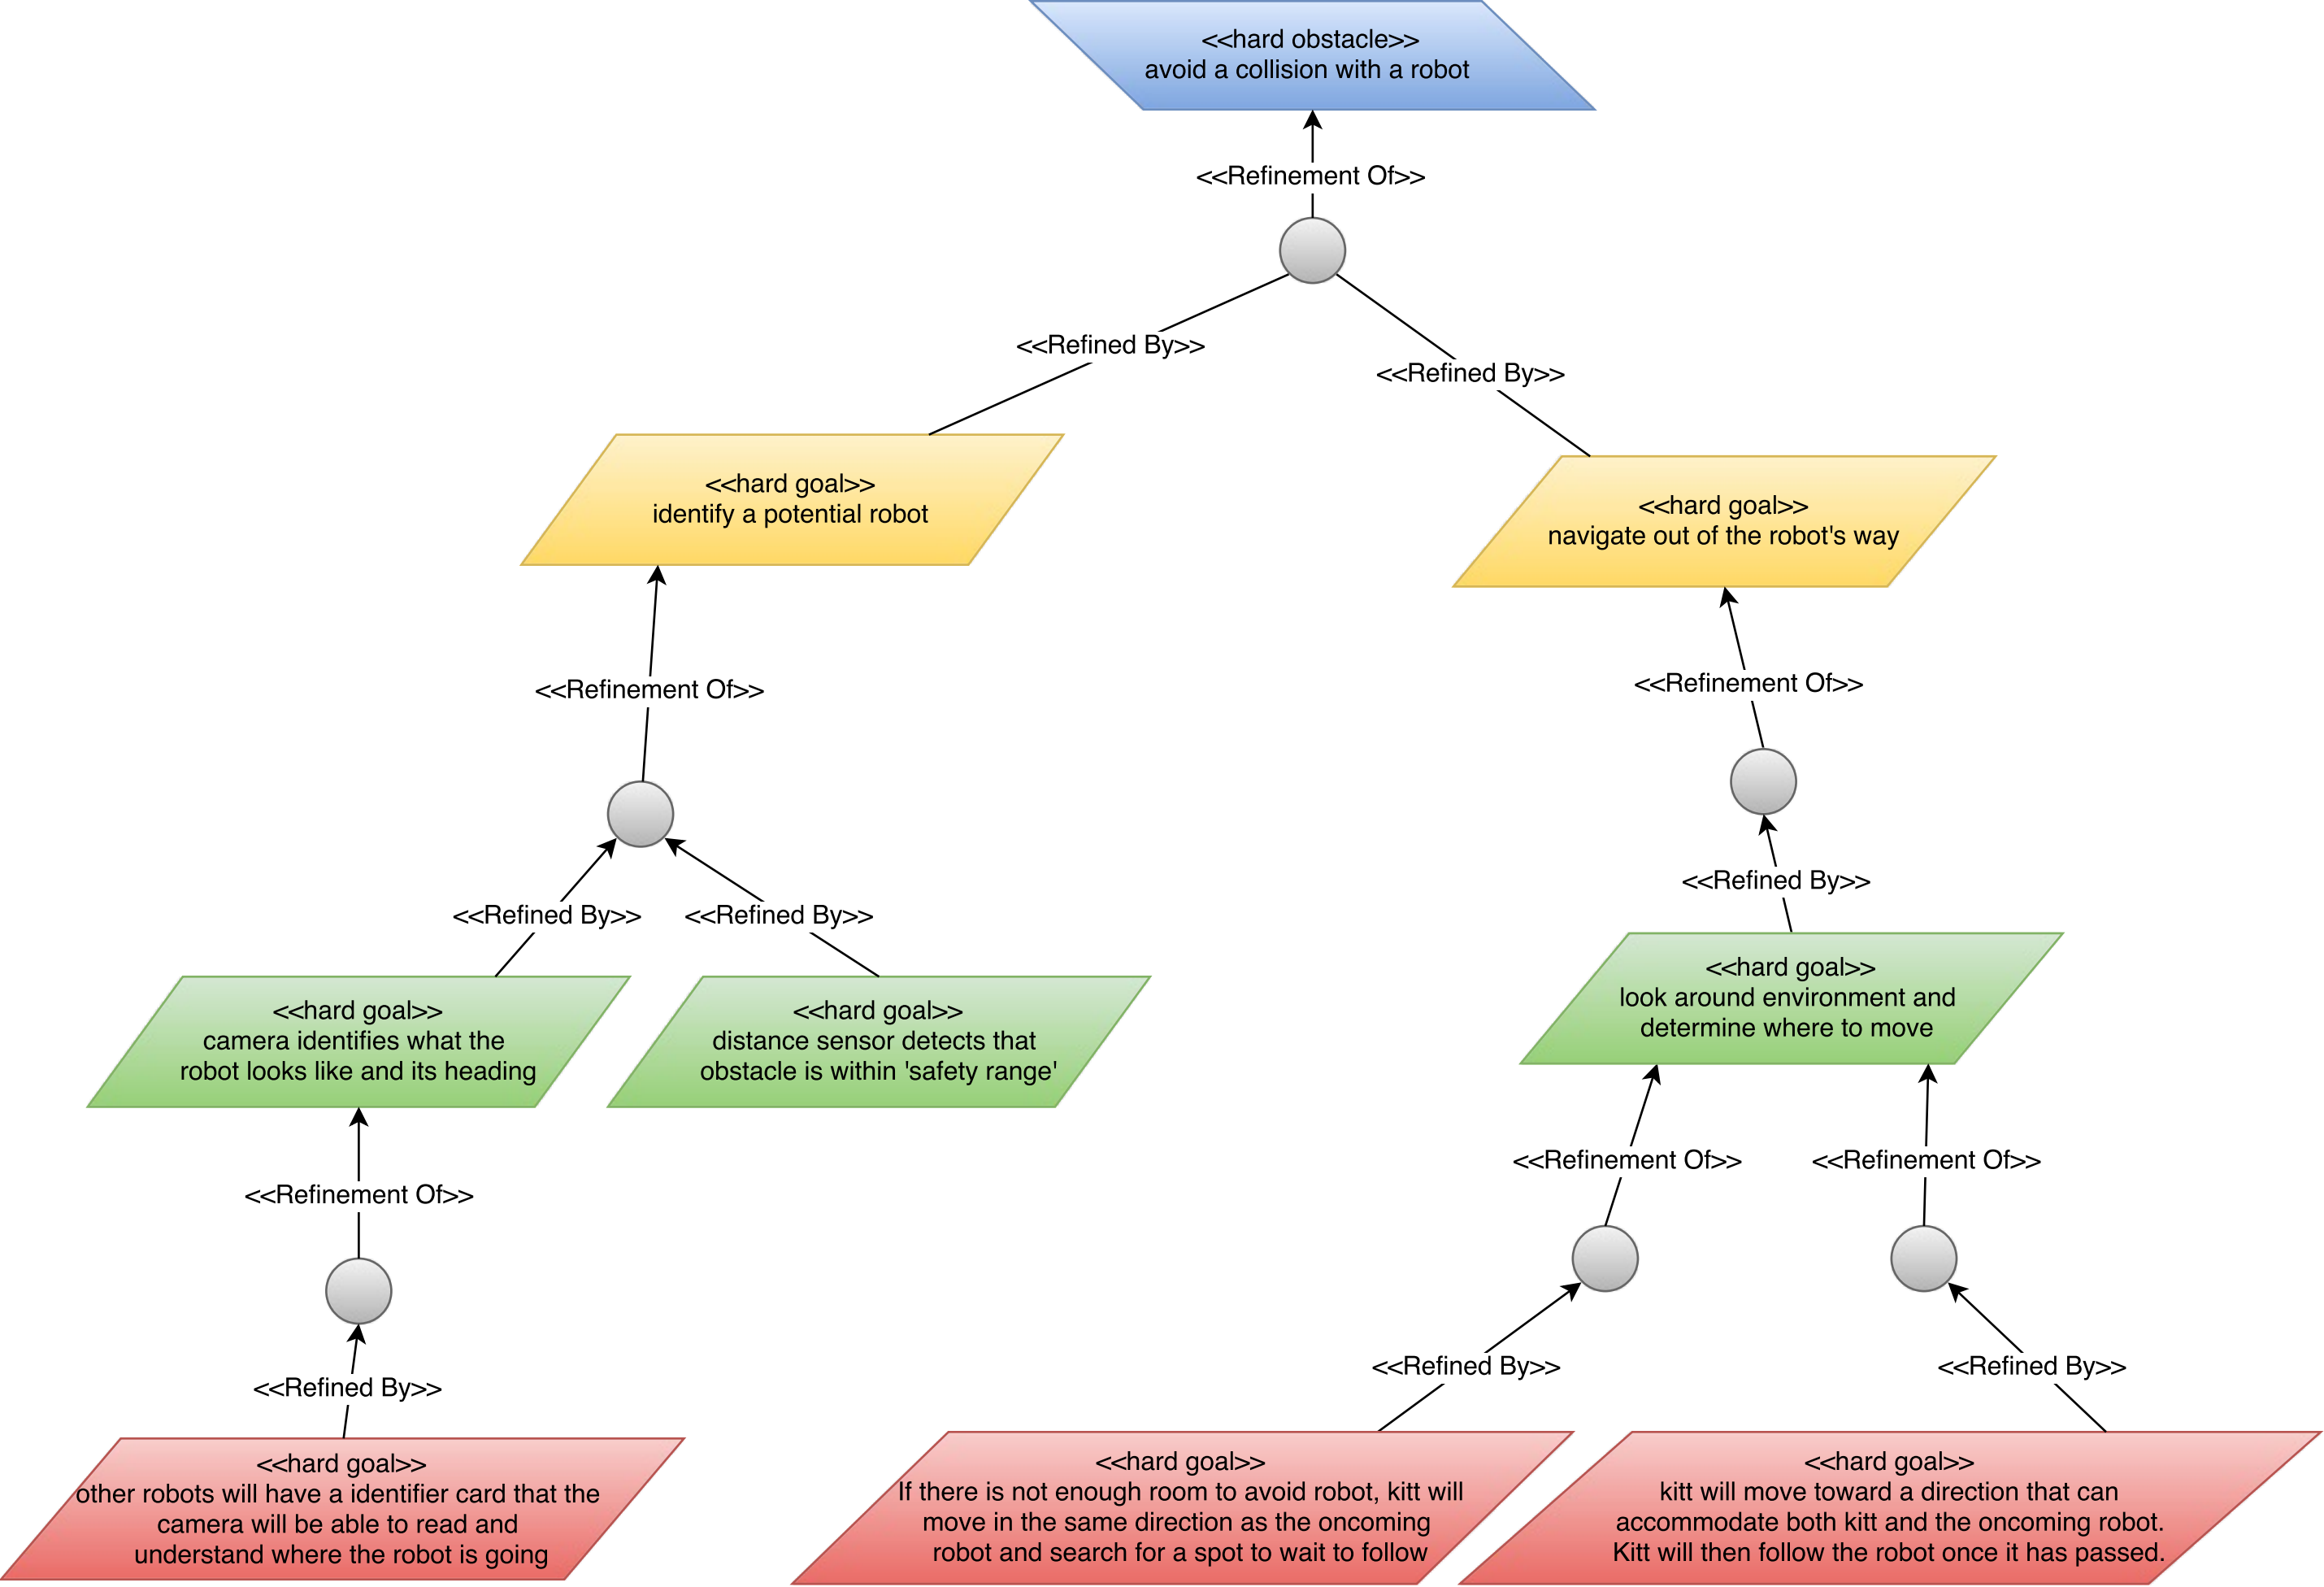 <<hard obstacle>>
avoid a collision with a robot
<<Refinement Of>>
<<Refined By>>
<<Refined By>>
<<hard goal>>
identify a potential robot
<<hard goal>>
navigate out of the robot's way
<<Refinement Of>>
<<Refinement Of>>
<<Refined By>>
<<Refined By>>
<<Refined By>>
<<hard goal>>
camera identifies what the
robot looks like and its heading
<<hard goal>>
distance sensor detects that
obstacle is within 'safety range'
<<hard goal>>
look around environment and
determine where to move
<<Refinement Of>>
<<Refinement Of>>
<<Refinement Of>>
<<Refined By>>
<<Refined By>>
<<Refined By>>
<<hard goal>>
other robots will have a identifier card that the
camera will be able to read and
understand where the robot is going
<<hard goal>>
If there is not enough room to avoid robot, kitt will
move in the same direction as the oncoming
robot and search for a spot to wait to follow
<<hard goal>>
kitt will move toward a direction that can
accommodate both kitt and the oncoming robot.
Kitt will then follow the robot once it has passed.